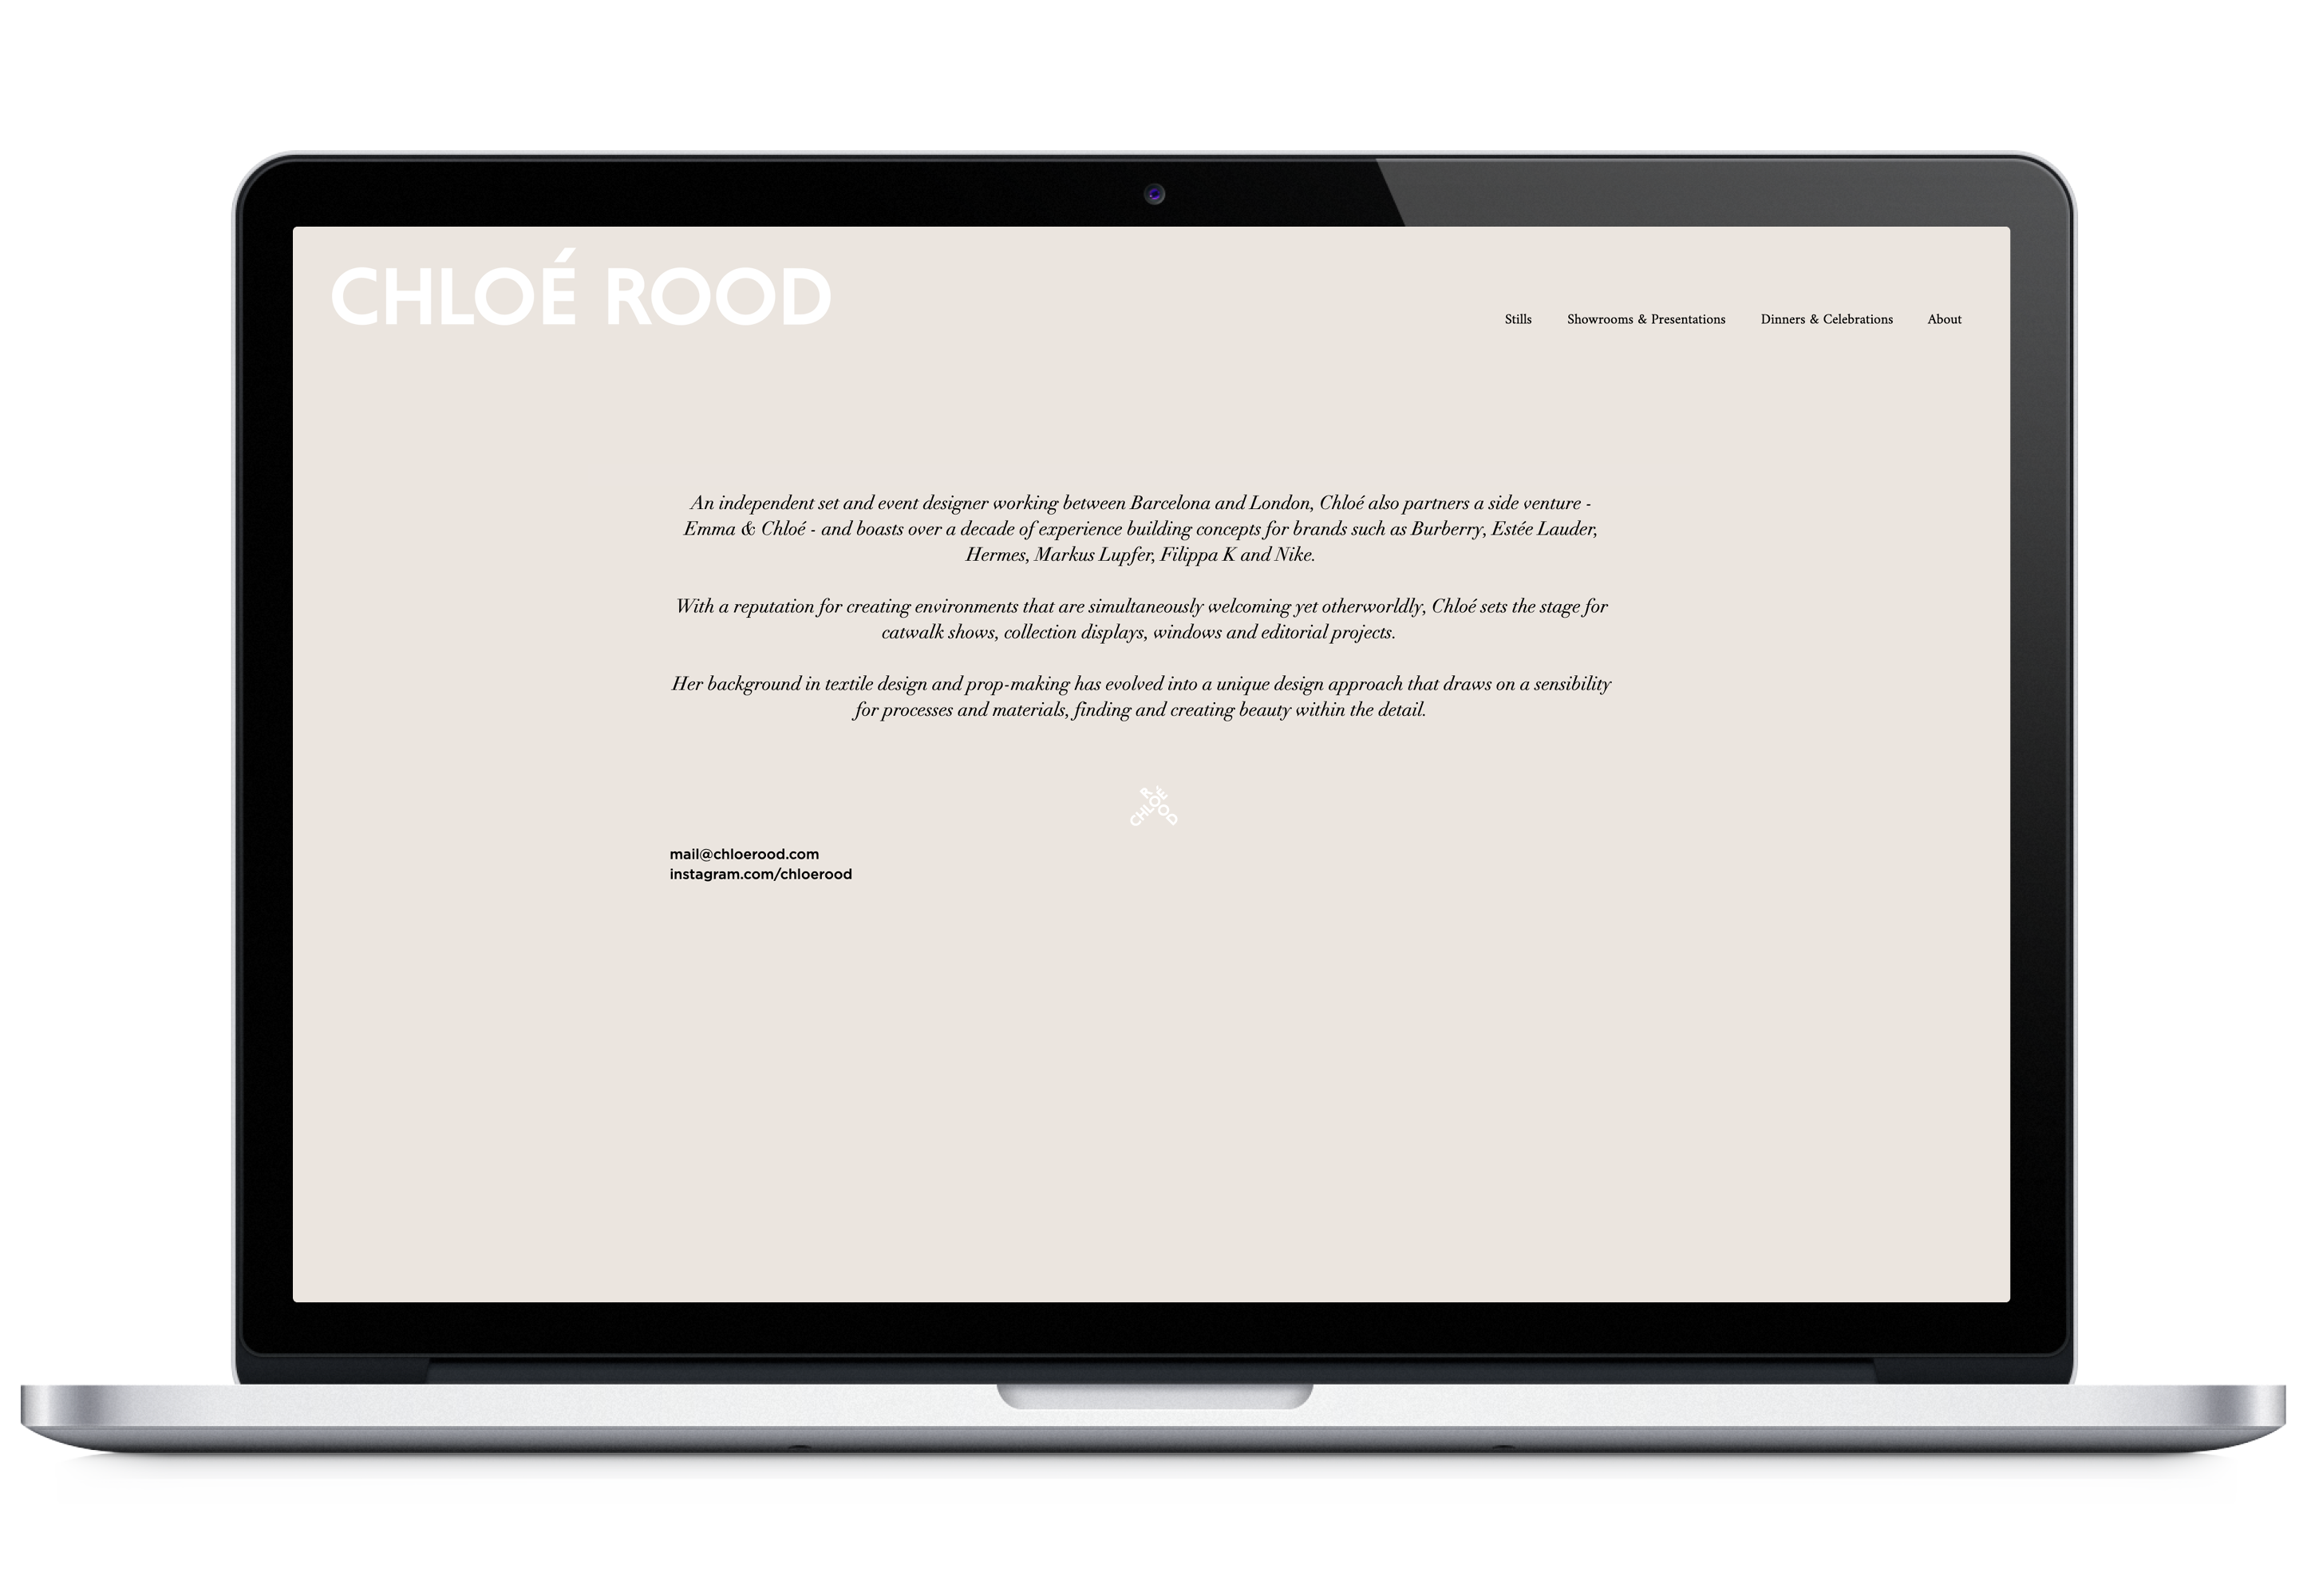 CHLOÉ ROOD
Stills Showrooms & Presentations Dinners & Celebrations About
An independent set and event designer working between Barcelona and London, Chloé also partners a side venture -
Emma & Chloé - and boasts over a decade of experience building concepts for brands such as Burberry, Estée Lauder,
Hermes, Markus Lupfer, Filippa K and Nike.
With a reputation for creating environments that are simultaneously welcoming yet otherworldly, Chloé sets the stage for
catwalk shows, collection displays, windows and editorial projects.
Her background in textile design and prop-making has evolved into a unique design approach that draws on a sensibility
for processes and materials, finding and creating beauty within the detail.
CHLOÉ
ROOD
mail@chloerood.com
instagram.com/chloerood